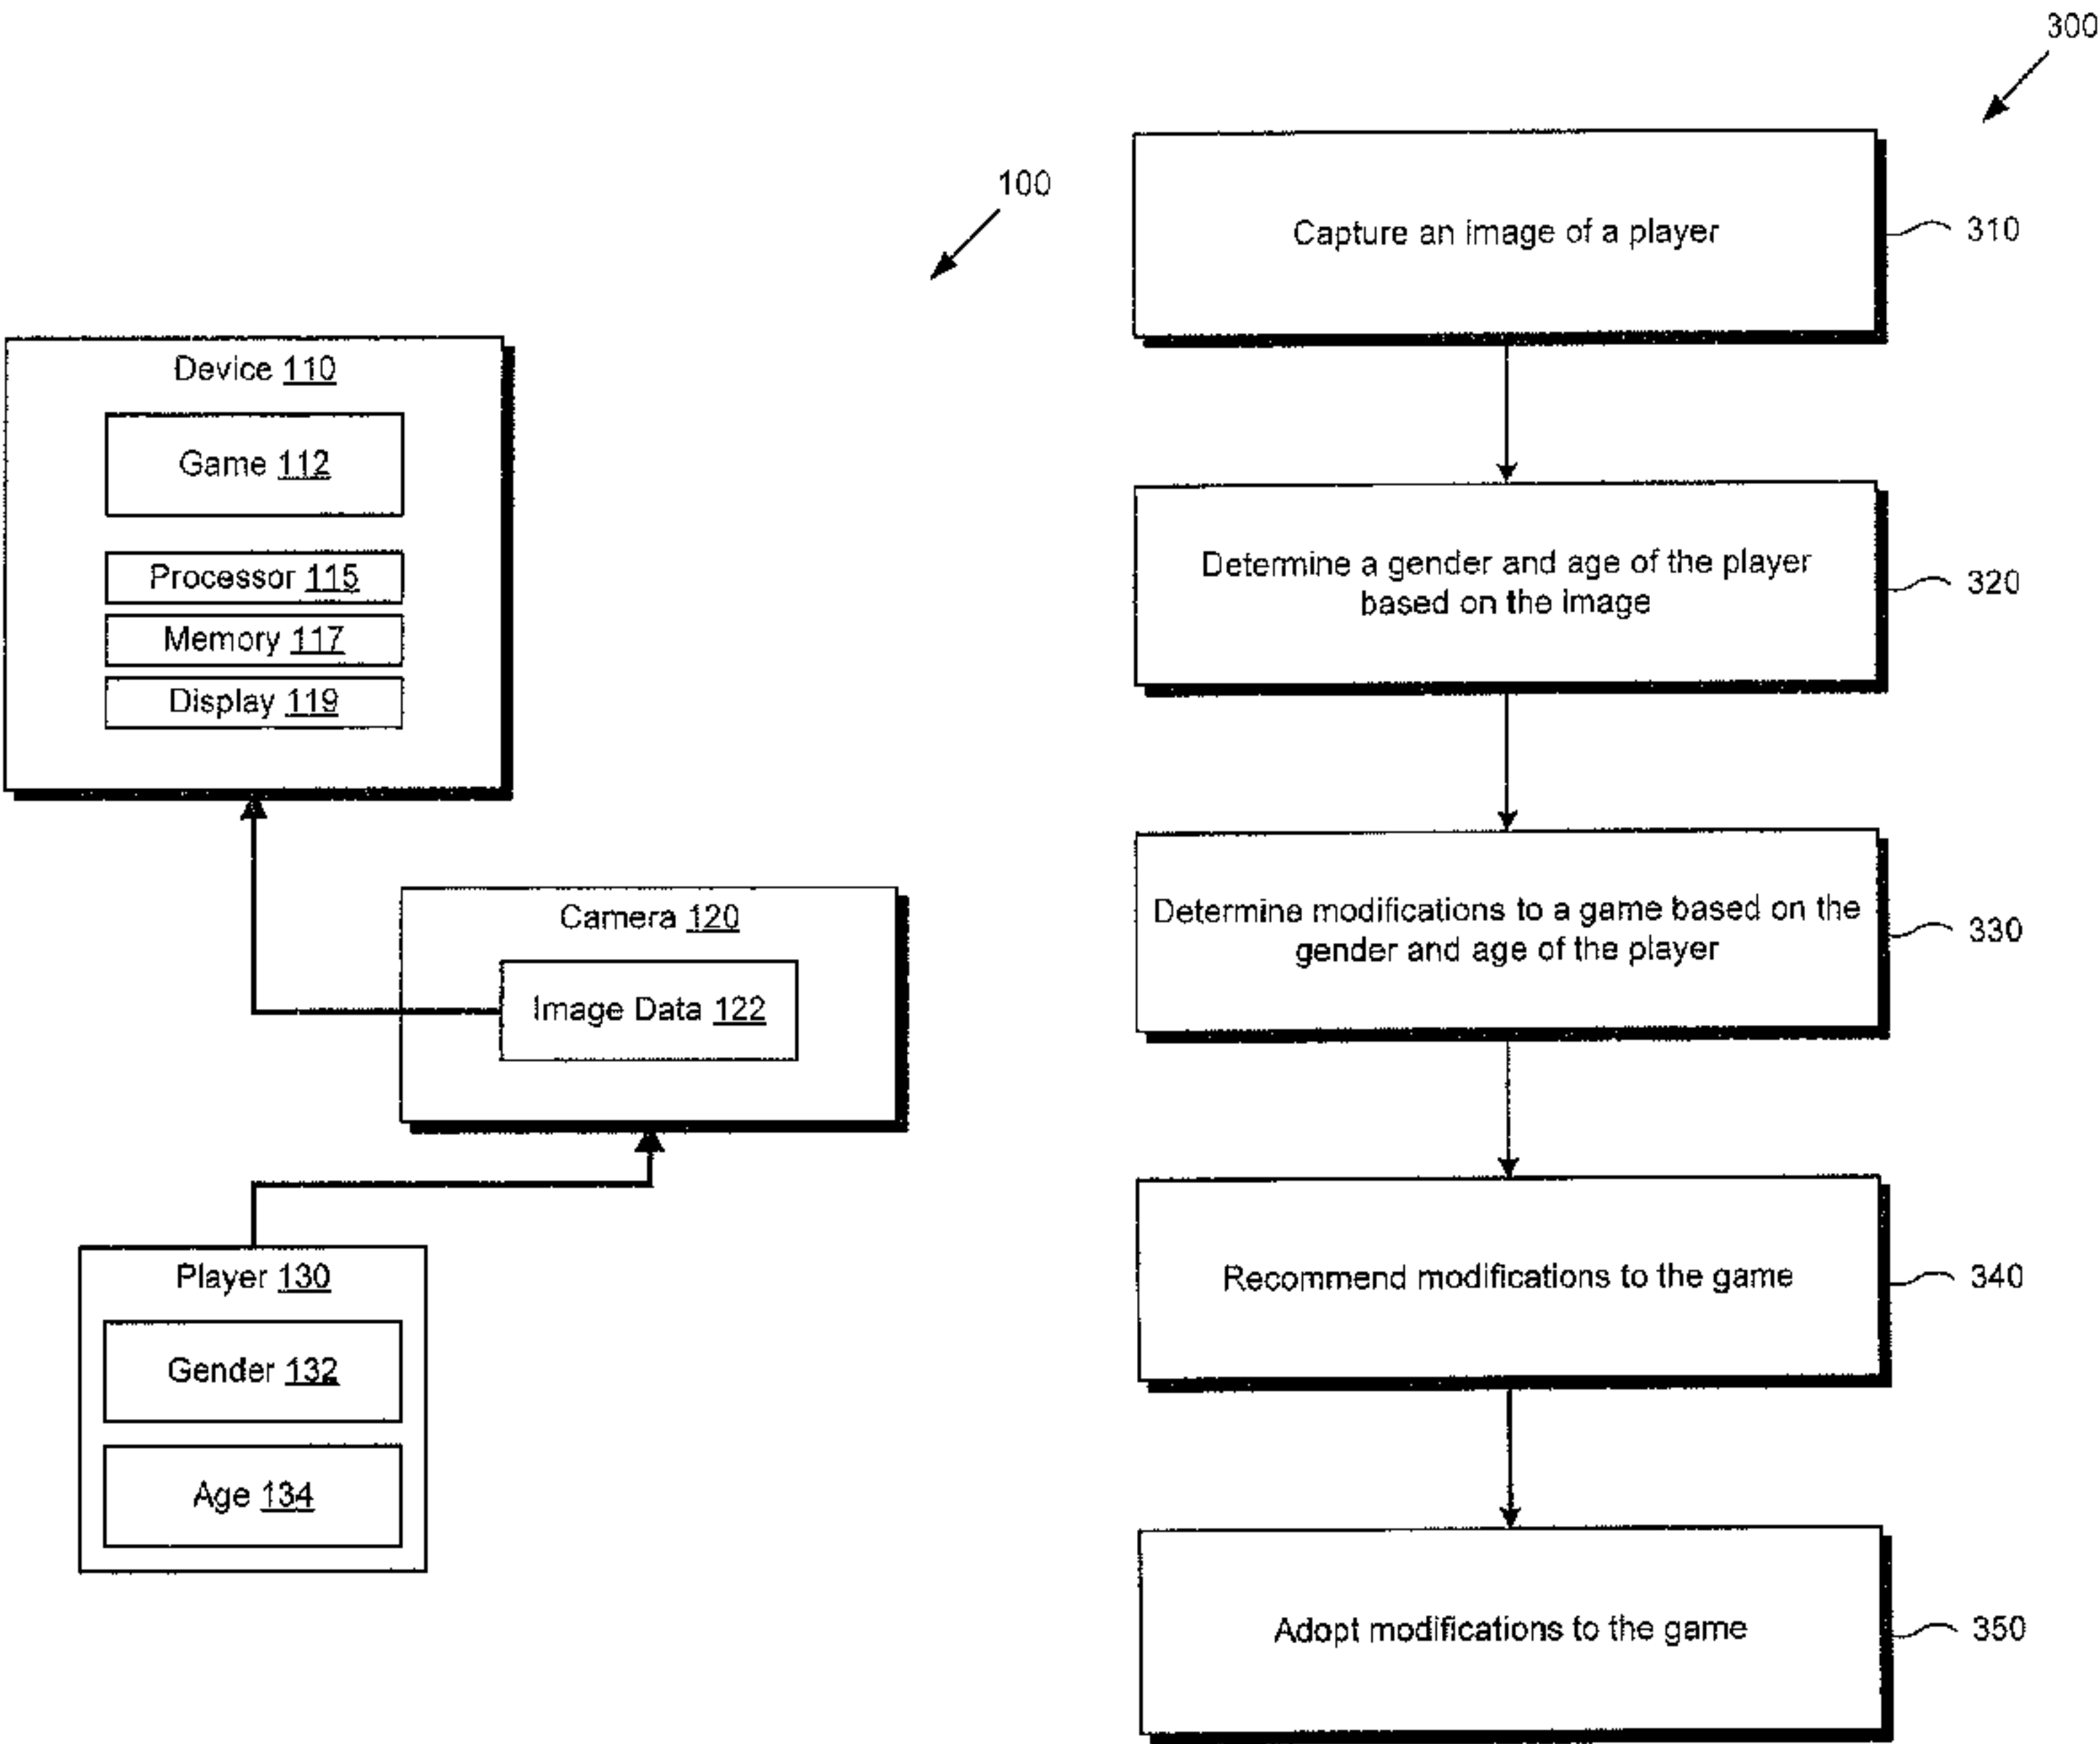 100
Device 110
Game 112
Processor 115
Memory 117
Display 119
Camera 120
Image Data 122
Player 130
Gender 132
Age 134
300
Capture an image of a player
310
Determine a gender and age of the player
based on the image
320
Determine modifications to a game based on the
gender and age of the player
330
Recommend modifications to the game
340
Adopt modifications to the game
350